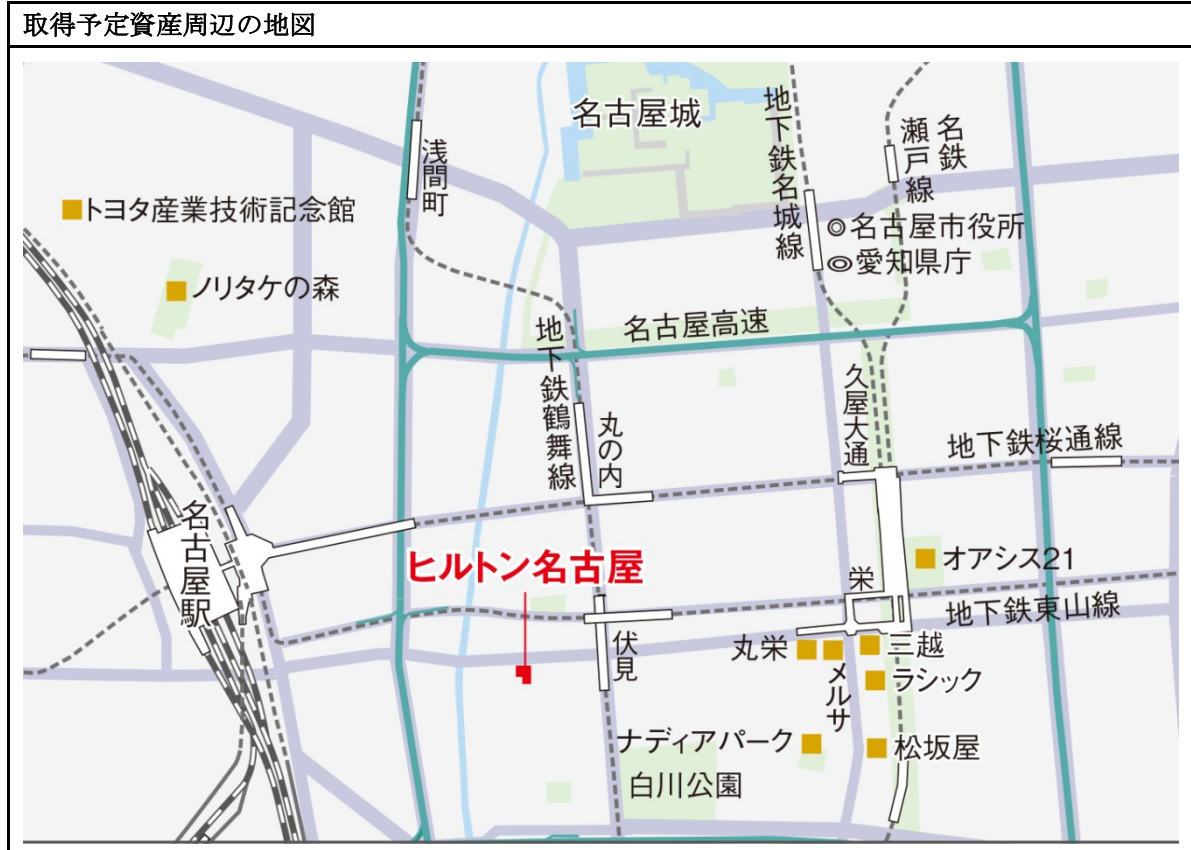 取得予定資産周辺の地図
名古屋城
地下鉄名城線
名鉄
瀬戸線
浅間町
トヨタ産業技術記念館
◎名古屋市役所
愛知県庁
ノリタケの森
名古屋高速
地下鉄鶴舞線
丸の内
久屋大通
地下鉄桜通線
名古屋駅
ヒルトン名古屋
オアシス21
栄
地下鉄東山線
伏見
丸栄
メルサ
三越
ラシック
ナディアパーク
松坂屋
白川公園